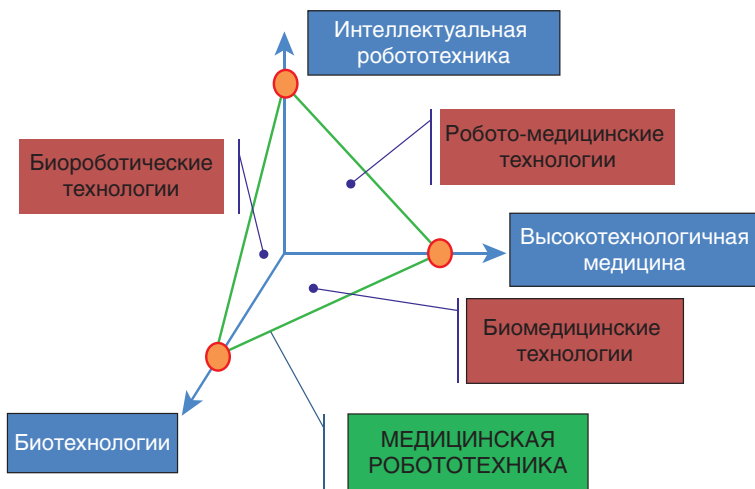 Интеллектуальная
робототехника
Робото-медицинские
технологии
Биороботические
технологии
Высокотехнологичная
медицина
Биомедицинские
технологии
Биотехнологии
МЕДИЦИНСКАЯ
РОБОТОТЕХНИКА